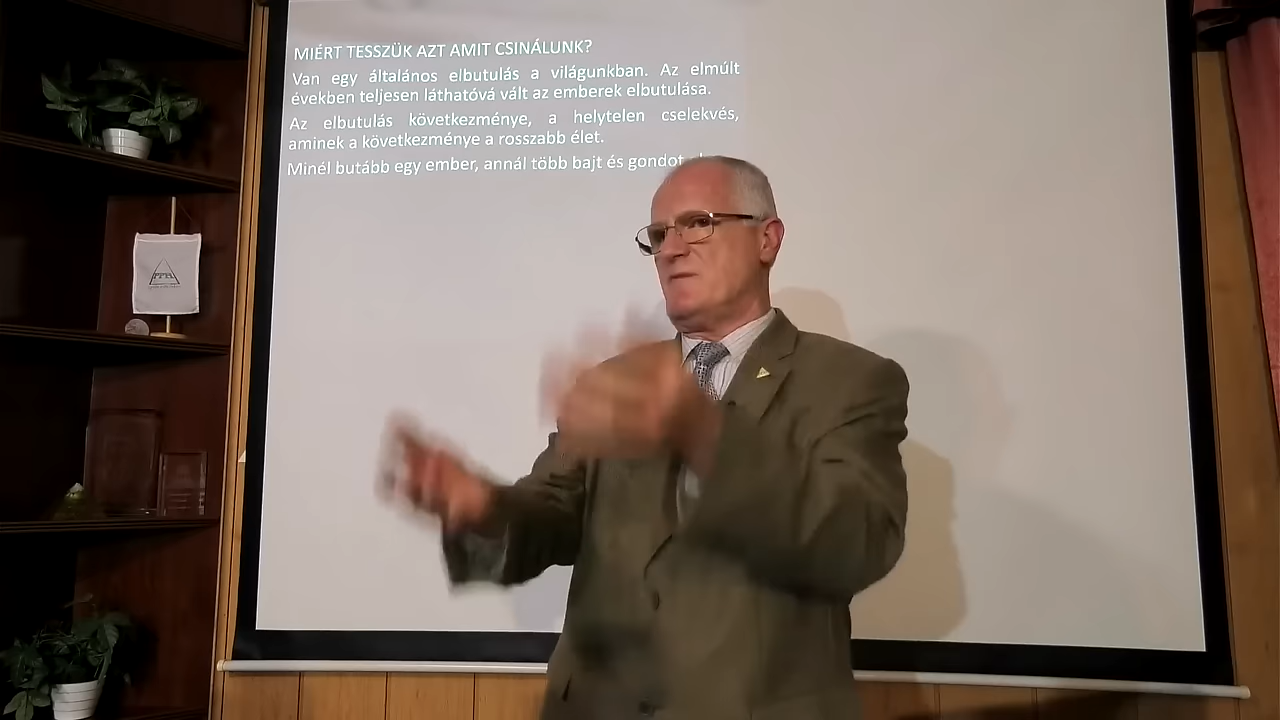 MIÉRT TESSZÜK AZT AMIT CSINÁLUNK?
Van egy általános elbutulás a világunkban. Az elmúlt
években teljesen láthatóvá vált az emberek elbutulása.
Az elbutulás következménye, a helytelen cselekvés,
aminek a következménye a rosszabb élet.
Minél butább egy ember, annál több bajt és gondot